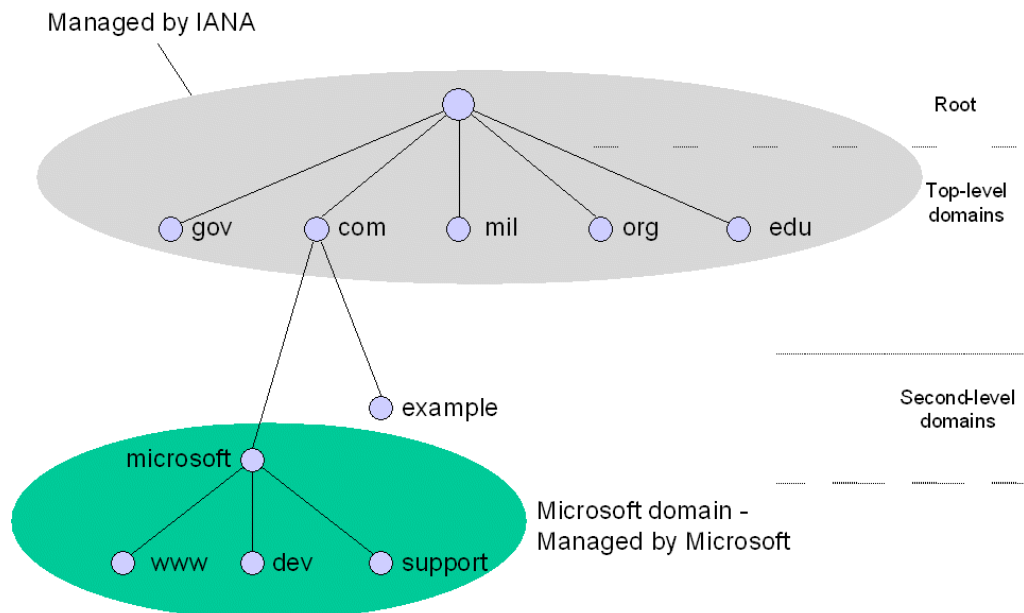 Managed by IANA
Root
Top-level
domains
gov
com
mil
org
edu
example
Second-level
domains
microsoft
Microsoft domain -
Managed by Microsoft
www
dev
support